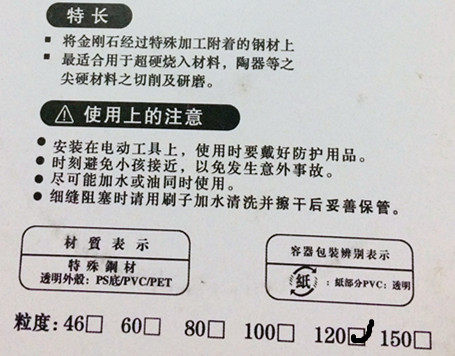 特长
▪ 将金刚石经过特殊加工附着的钢材上
▪ 最适合用于超硬烧入材料，陶器等之
尖硬材料之切削及研磨。
⚠ 使用上的注意
● 安装在电动工具上，使用时要戴好防护用品。
● 时刻避免小孩接近，以免发生意外事故。
● 尽可能加水或油同时使用。
● 细缝阻塞时请用刷子加水清洗并擦干后妥善保管。
材質表示
特殊鋼材
透明外殼：PS底/PVC/PET
容器包裝辨别表示
紙 ：紙部分PVC：透明
粒度：46□ 60□ 80□ 100□ 120☑ 150□